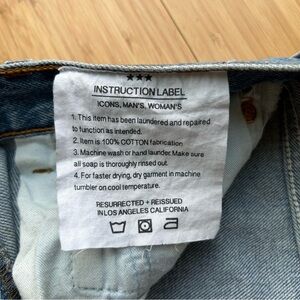 INSTRUCTION LABEL
ICONS, MAN'S, WOMAN'S
1. This item has been laundered and repaired
to function as intended.
2. Item is 100% COTTON fabrication
3. Machine wash or hand launder. Make sure
all soap is thoroughly rinsed out.
4. For faster drying, dry garment in machine
tumbler on cool temperature.
RESURRECTED + REISSUED
IN LOS ANGELES CALIFORNIA